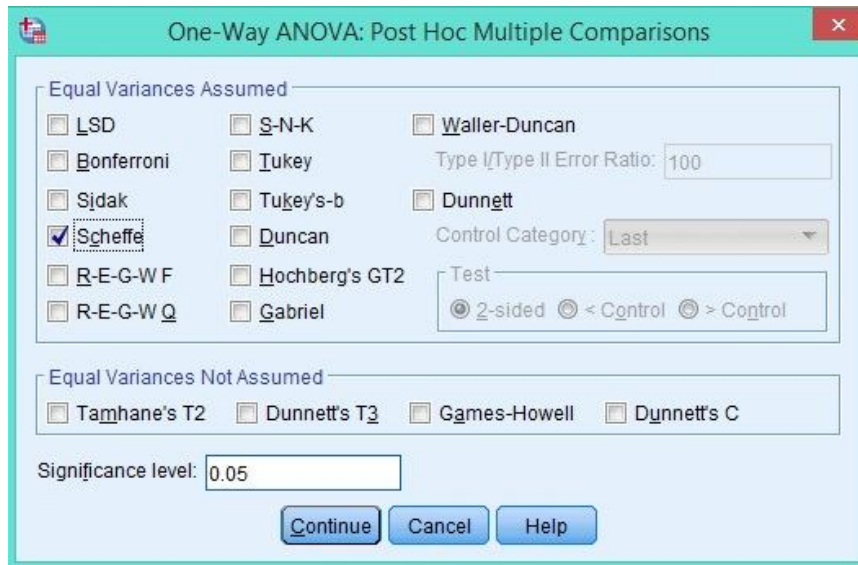 One-Way ANOVA: Post Hoc Multiple Comparisons
Equal Variances Assumed
LSD S-N-K Waller-Duncan
Bonferroni Tukey Type I/Type II Error Ratio: 100
Sidak Tukey's-b Dunnett
Scheffe Duncan Control Category : Last
R-E-G-W F Hochberg's GT2 Test
R-E-G-W Q Gabriel 2-sided < Control > Control
Equal Variances Not Assumed
Tamhane's T2 Dunnett's T3 Games-Howell Dunnett's C
Significance level: 0.05
Continue Cancel Help